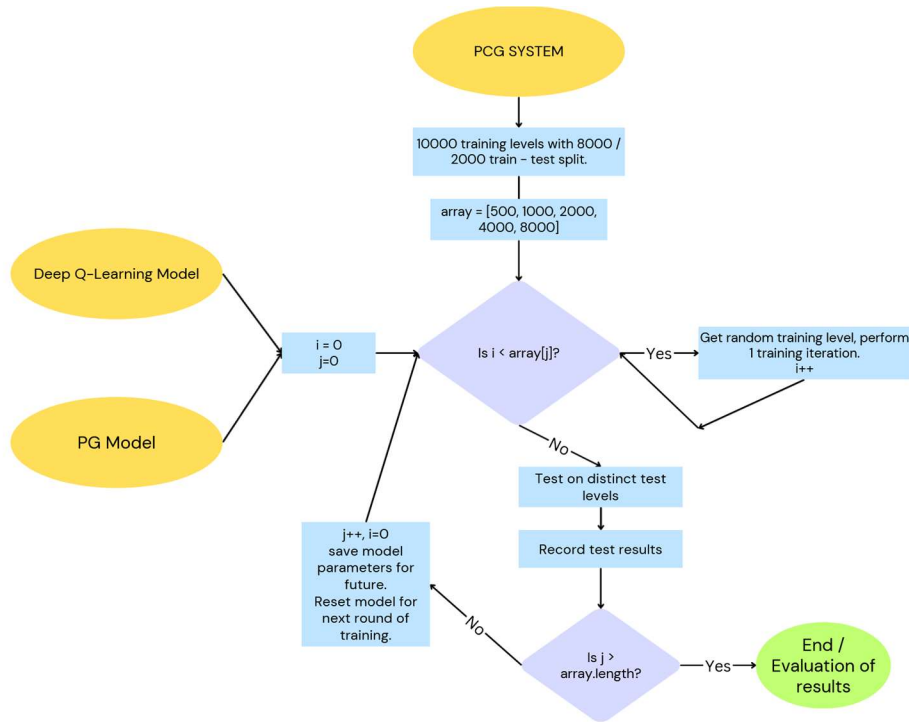 PCG SYSTEM
10000 training levels with 8000 /
2000 train - test split.
array = [500, 1000, 2000,
4000, 8000]
Deep Q-Learning Model
PG Model
i = 0
j=0
Is i < array[j]?
Yes
Get random training level, perform
1 training iteration.
i++
No
Test on distinct test
levels
Record test results
Is j >
array.length?
No
j++, i=0
save model
parameters for
future.
Reset model for
next round of
training.
Yes
End /
Evaluation of
results